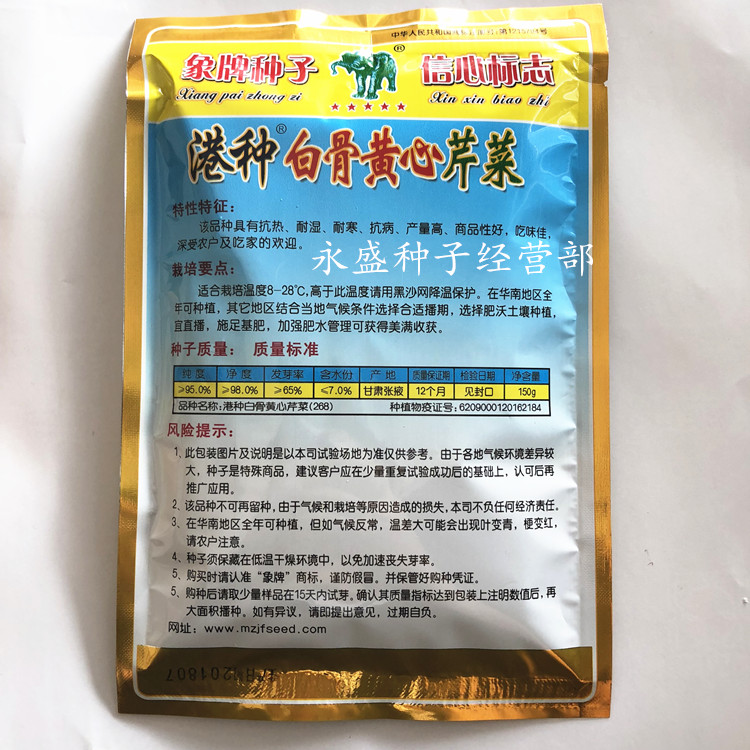 象牌种子 ® 信心标志
Xiang pai zhong zi Xin xin biao zhi
港种® 白骨黄心芹菜
特性特征：
该品种具有抗热、耐湿、耐寒、抗病、产量高、商品性好，吃味佳，
深受农户及吃家的欢迎。
永盛种子经营部
栽培要点：
适合栽培温度8-28℃，高于此温度请用黑沙网降温保护。在华南地区全
年可种植，其它地区结合当地气候条件选择合适播期，选择肥沃土壤种植，
宜直播，施足基肥，加强肥水管理可获得美满收获。
种子质量： 质量标准
纯度 净度 发芽率 含水份 产地 质量保证期 检验日期 净含量
≥95.0% ≥98.0% ≥65% ≤7.0% 甘肃张掖 12个月 见封口 150g
品种名称：港种白骨黄心芹菜(268) 种植物疫证号：6209000120162184
风险提示：
1、此包装图片及说明是以本司试验场地为准仅供参考。由于各地气候环境差异较
大，种子是特殊商品，建议客户应在少量重复试验成功后的基础上，认可后再
推广应用。
2、该品种不可再留种，由于气候和栽培等原因造成的损失，本司不负任何经济责任。
3、在华南地区全年可种植，但如气候反常，温差大可能会出现叶变青，梗变红，
请农户注意。
4、种子须保藏在低温干燥环境中，以免加速丧失芽率。
5、购买时请认准“象牌”商标，谨防假冒。并保管好购种凭证。
5、购种后请取少量样品在15天内试芽。确认其质量指标达到包装上注明数值后，再
大面积播种。如有异议，请即提出意见，过期自负。
网址：www.mzjfseed.com
201807